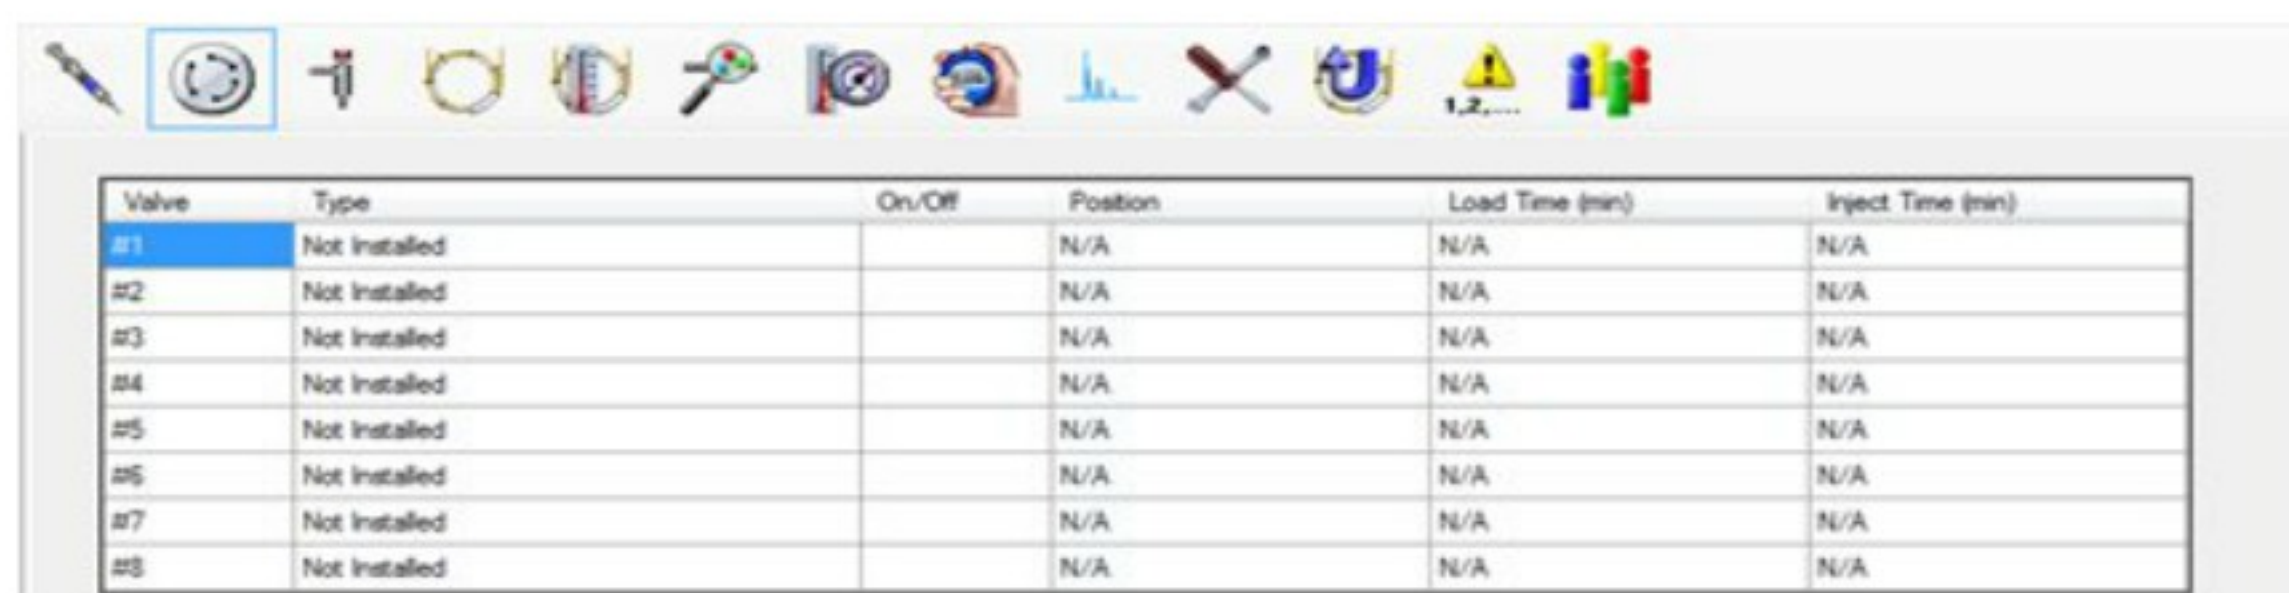 1,2,....
Valve Type On/Off Position Load Time (min) Inject Time (min)
#1 Not Installed N/A N/A N/A
#2 Not Installed N/A N/A N/A
#3 Not Installed N/A N/A N/A
#4 Not Installed N/A N/A N/A
#5 Not Installed N/A N/A N/A
#6 Not Installed N/A N/A N/A
#7 Not Installed N/A N/A N/A
#8 Not Installed N/A N/A N/A